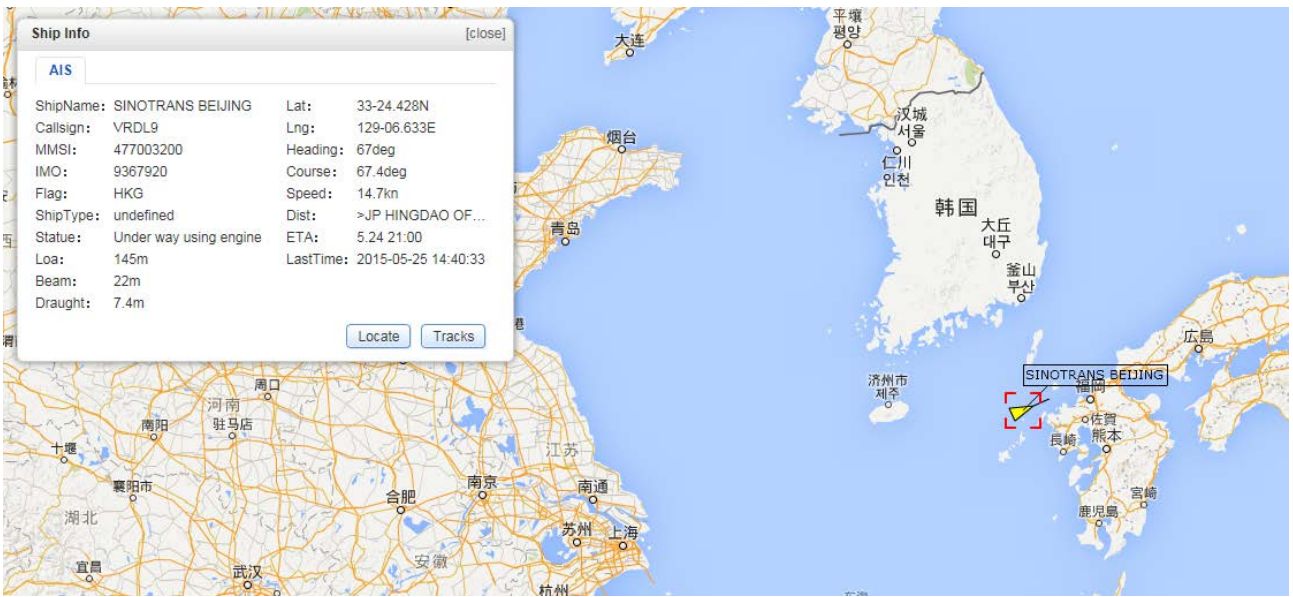 Ship Info [close]
AIS
ShipName: SINOTRANS BEIJING Lat: 33-24.428N
Callsign: VRDL9 Lng: 129-06.633E
MMSI: 477003200 Heading: 67deg
IMO: 9367920 Course: 67.4deg
Flag: HKG Speed: 14.7kn
ShipType: undefined Dist: >JP HINGDAO OF...
Statue: Under way using engine ETA: 5.24 21:00
Loa: 145m LastTime: 2015-05-25 14:40:33
Beam: 22m
Draught: 7.4m
Locate Tracks
平壤
평양
大连
汉城
서울
仁川
인천
烟台
韩国
大丘
대구
青岛
釜山
부산
港
広島
SINOTRANS BEIJING
济州市
제주
福岡
佐賀
長崎
熊本
周口
河南
南阳
驻马店
江苏
十堰
襄阳市
合肥
南京
南通
宮崎
鹿児島
湖北
苏州
上海
宜昌
武汉
安徽
杭州